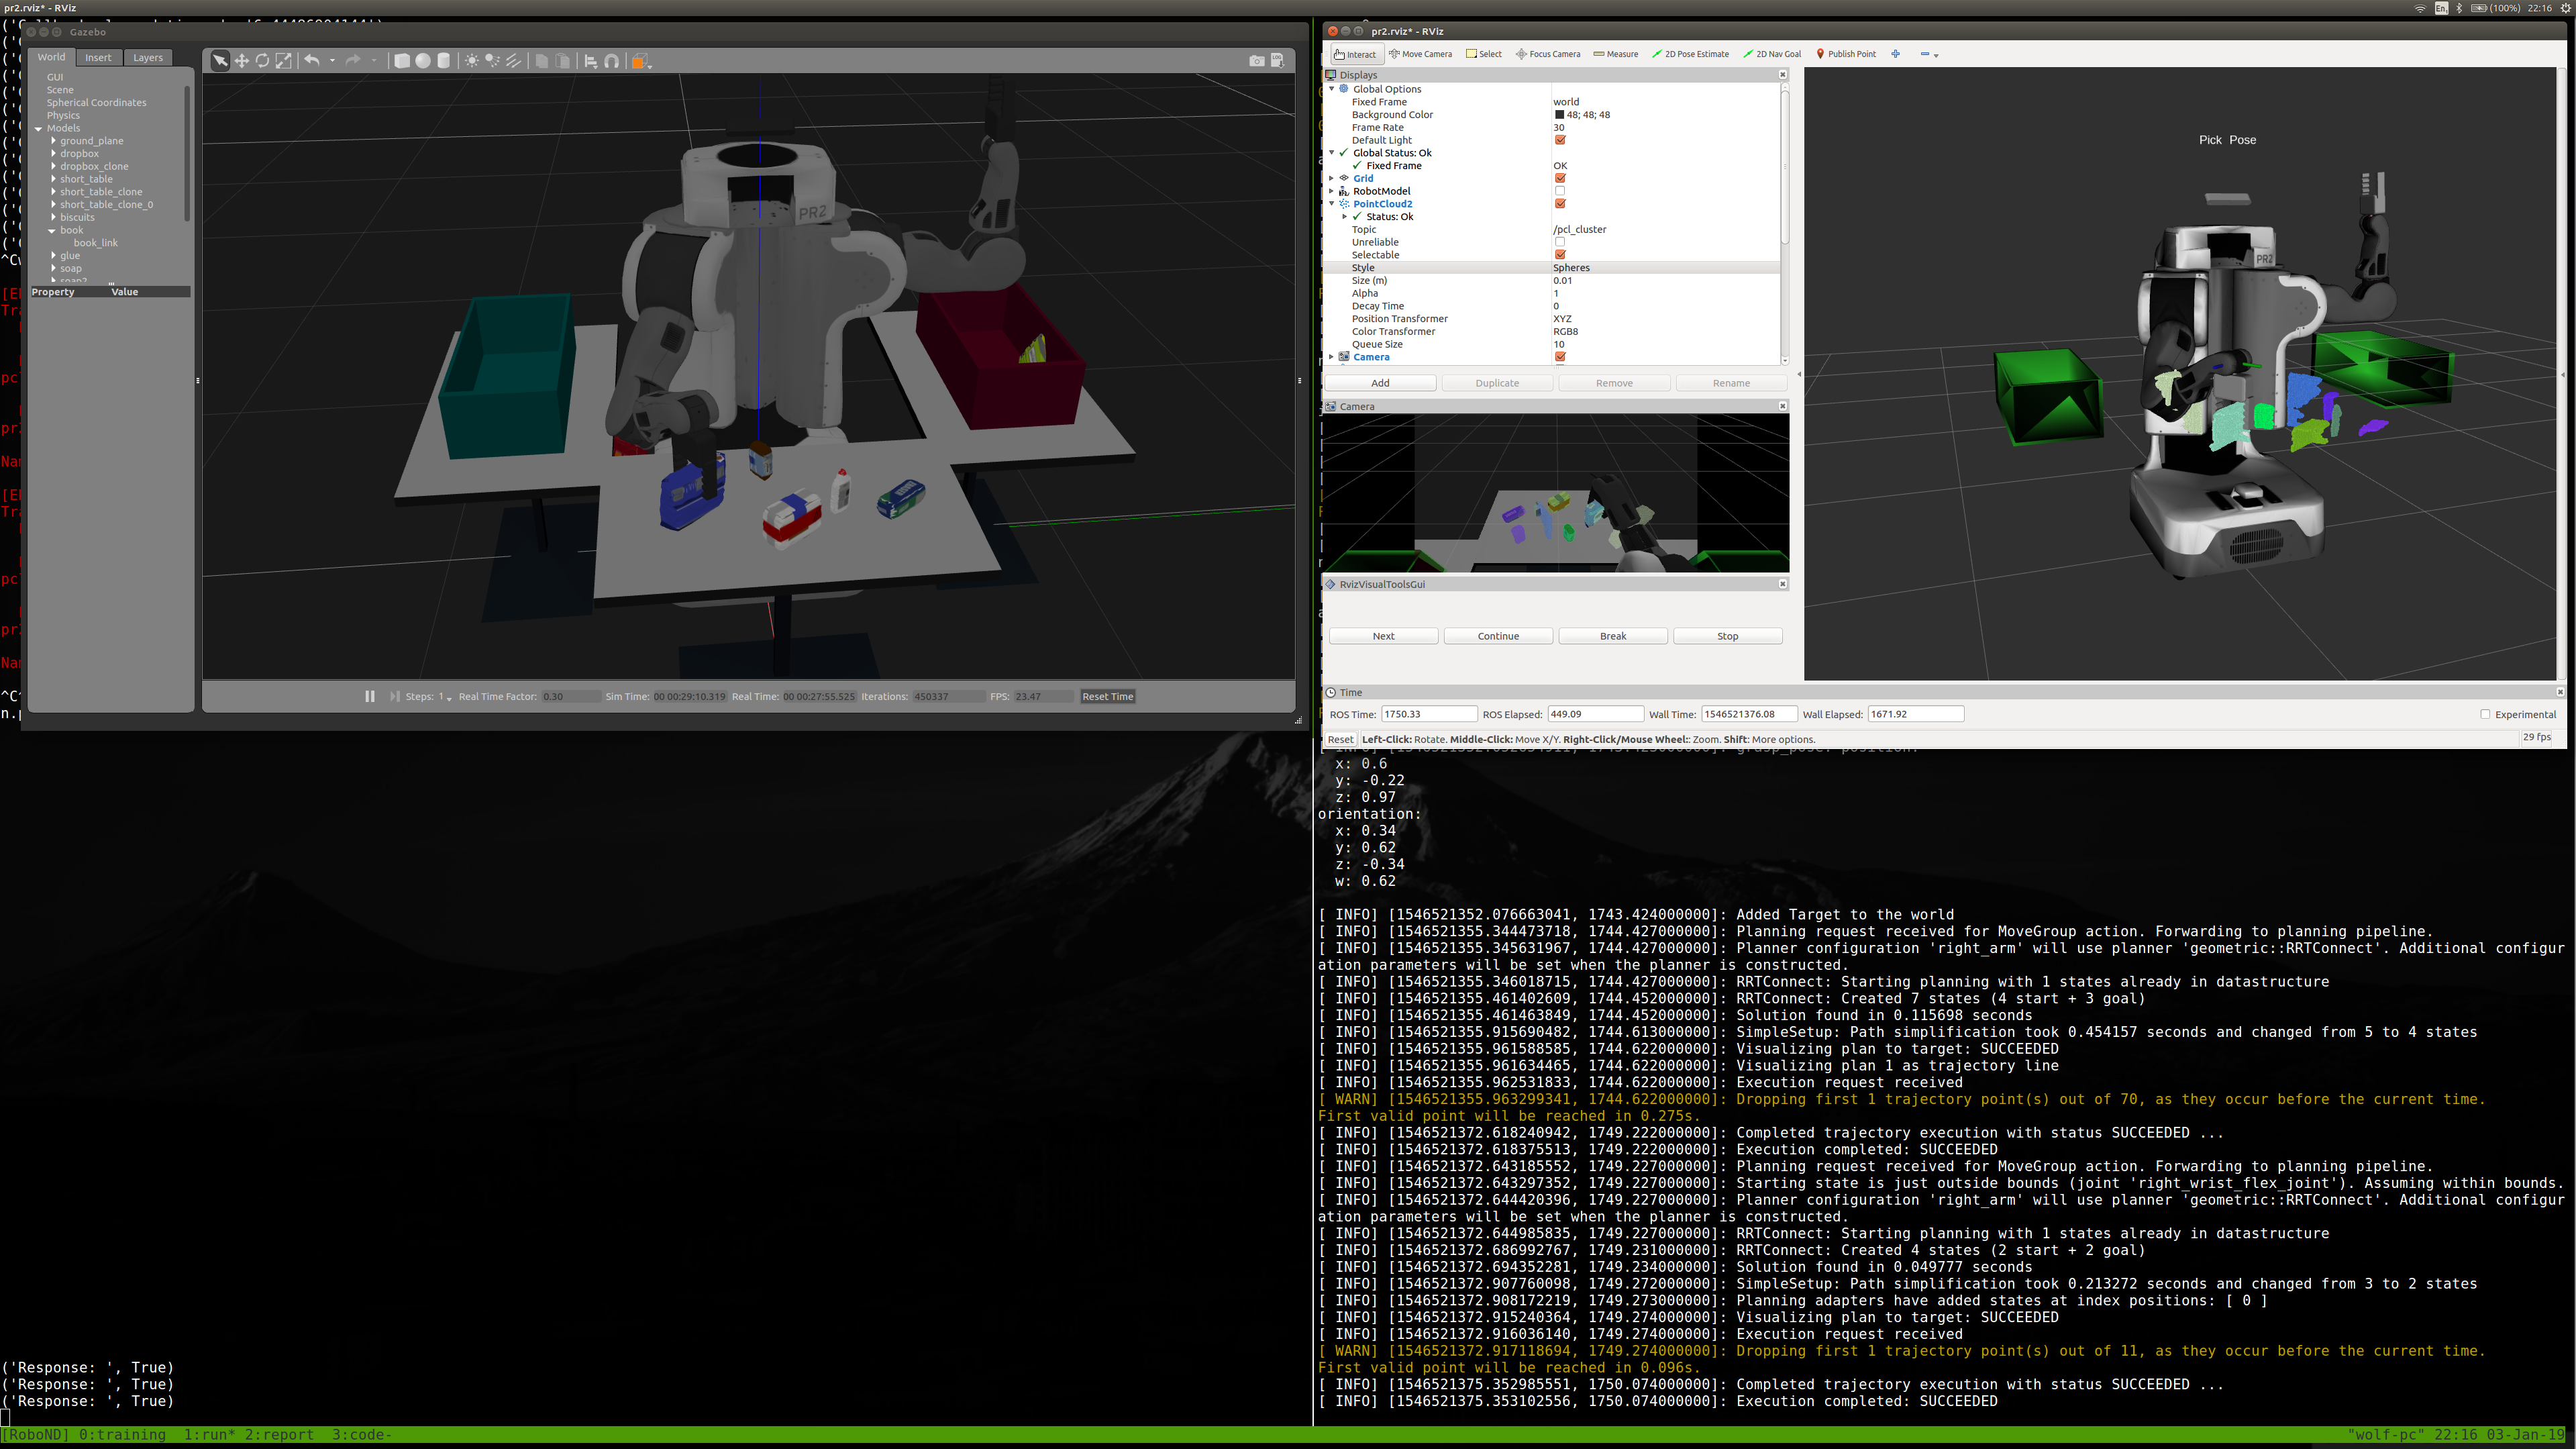 pr2.rviz* - RViz
En
(100%) 22:16
Gazebo
World Insert Layers
GUI
Scene
Spherical Coordinates
Physics
Models
ground_plane
dropbox
dropbox_clone
short_table
short_table_clone
short_table_clone_0
biscuits
book
book_link
glue
soap
soap2
Property Value
PR2
Steps: 1 Real Time Factor: 0.30 Sim Time: 00 00:29:10.319 Real Time: 00 00:27:55.525 Iterations: 450337 FPS: 23.47 Reset Time
pr2.rviz* - RViz
Interact Move Camera Select Focus Camera Measure 2D Pose Estimate 2D Nav Goal Publish Point
Displays
Global Options
Fixed Frame world
Background Color 48; 48; 48
Frame Rate 30
Default Light
Global Status: Ok
Fixed Frame OK
Grid
RobotModel
PointCloud2
Status: Ok
Topic /pcl_cluster
Unreliable
Selectable
Style Spheres
Size (m) 0.01
Alpha 1
Decay Time 0
Position Transformer XYZ
Color Transformer RGB8
Queue Size 10
Camera
Add Duplicate Remove Rename
Camera
RvizVisualToolsGui
Next Continue Break Stop
Pick Pose
PR2
Time
ROS Time: 1750.33 ROS Elapsed: 449.09 Wall Time: 1546521376.08 Wall Elapsed: 1671.92 Experimental
Reset Left-Click: Rotate. Middle-Click: Move X/Y. Right-Click/Mouse Wheel:: Zoom. Shift: More options. 29 fps
x: 0.6
y: -0.22
z: 0.97
orientation:
x: 0.34
y: 0.62
z: -0.34
w: 0.62
[ INFO] [1546521352.076663041, 1743.424000000]: Added Target to the world
[ INFO] [1546521355.344473718, 1744.427000000]: Planning request received for MoveGroup action. Forwarding to planning pipeline.
[ INFO] [1546521355.345631967, 1744.427000000]: Planner configuration 'right_arm' will use planner 'geometric::RRTConnect'. Additional configur
ation parameters will be set when the planner is constructed.
[ INFO] [1546521355.346018715, 1744.427000000]: RRTConnect: Starting planning with 1 states already in datastructure
[ INFO] [1546521355.461402609, 1744.452000000]: RRTConnect: Created 7 states (4 start + 3 goal)
[ INFO] [1546521355.461463849, 1744.452000000]: Solution found in 0.115698 seconds
[ INFO] [1546521355.915690482, 1744.613000000]: SimpleSetup: Path simplification took 0.454157 seconds and changed from 5 to 4 states
[ INFO] [1546521355.961588585, 1744.622000000]: Visualizing plan to target: SUCCEEDED
[ INFO] [1546521355.961634465, 1744.622000000]: Visualizing plan 1 as trajectory line
[ INFO] [1546521355.962531833, 1744.622000000]: Execution request received
[ WARN] [1546521355.963299341, 1744.622000000]: Dropping first 1 trajectory point(s) out of 70, as they occur before the current time.
First valid point will be reached in 0.275s.
[ INFO] [1546521372.618240942, 1749.222000000]: Completed trajectory execution with status SUCCEEDED ...
[ INFO] [1546521372.618375513, 1749.222000000]: Execution completed: SUCCEEDED
[ INFO] [1546521372.643185552, 1749.227000000]: Planning request received for MoveGroup action. Forwarding to planning pipeline.
[ INFO] [1546521372.643297352, 1749.227000000]: Starting state is just outside bounds (joint 'right_wrist_flex_joint'). Assuming within bounds.
[ INFO] [1546521372.644420396, 1749.227000000]: Planner configuration 'right_arm' will use planner 'geometric::RRTConnect'. Additional configur
ation parameters will be set when the planner is constructed.
[ INFO] [1546521372.644985835, 1749.227000000]: RRTConnect: Starting planning with 1 states already in datastructure
[ INFO] [1546521372.686992767, 1749.231000000]: RRTConnect: Created 4 states (2 start + 2 goal)
[ INFO] [1546521372.694352281, 1749.234000000]: Solution found in 0.049777 seconds
[ INFO] [1546521372.907760098, 1749.272000000]: SimpleSetup: Path simplification took 0.213272 seconds and changed from 3 to 2 states
[ INFO] [1546521372.908172219, 1749.273000000]: Planning adapters have added states at index positions: [ 0 ]
[ INFO] [1546521372.915240364, 1749.274000000]: Visualizing plan to target: SUCCEEDED
[ INFO] [1546521372.916036140, 1749.274000000]: Execution request received
[ WARN] [1546521372.917118694, 1749.274000000]: Dropping first 1 trajectory point(s) out of 11, as they occur before the current time.
First valid point will be reached in 0.096s.
[ INFO] [1546521375.352985551, 1750.074000000]: Completed trajectory execution with status SUCCEEDED ...
[ INFO] [1546521375.353102556, 1750.074000000]: Execution completed: SUCCEEDED
('Response: ', True)
('Response: ', True)
('Response: ', True)
[RoboND] 0:training 1:run* 2:report 3:code-
"wolf-pc" 22:16 03-Jan-19